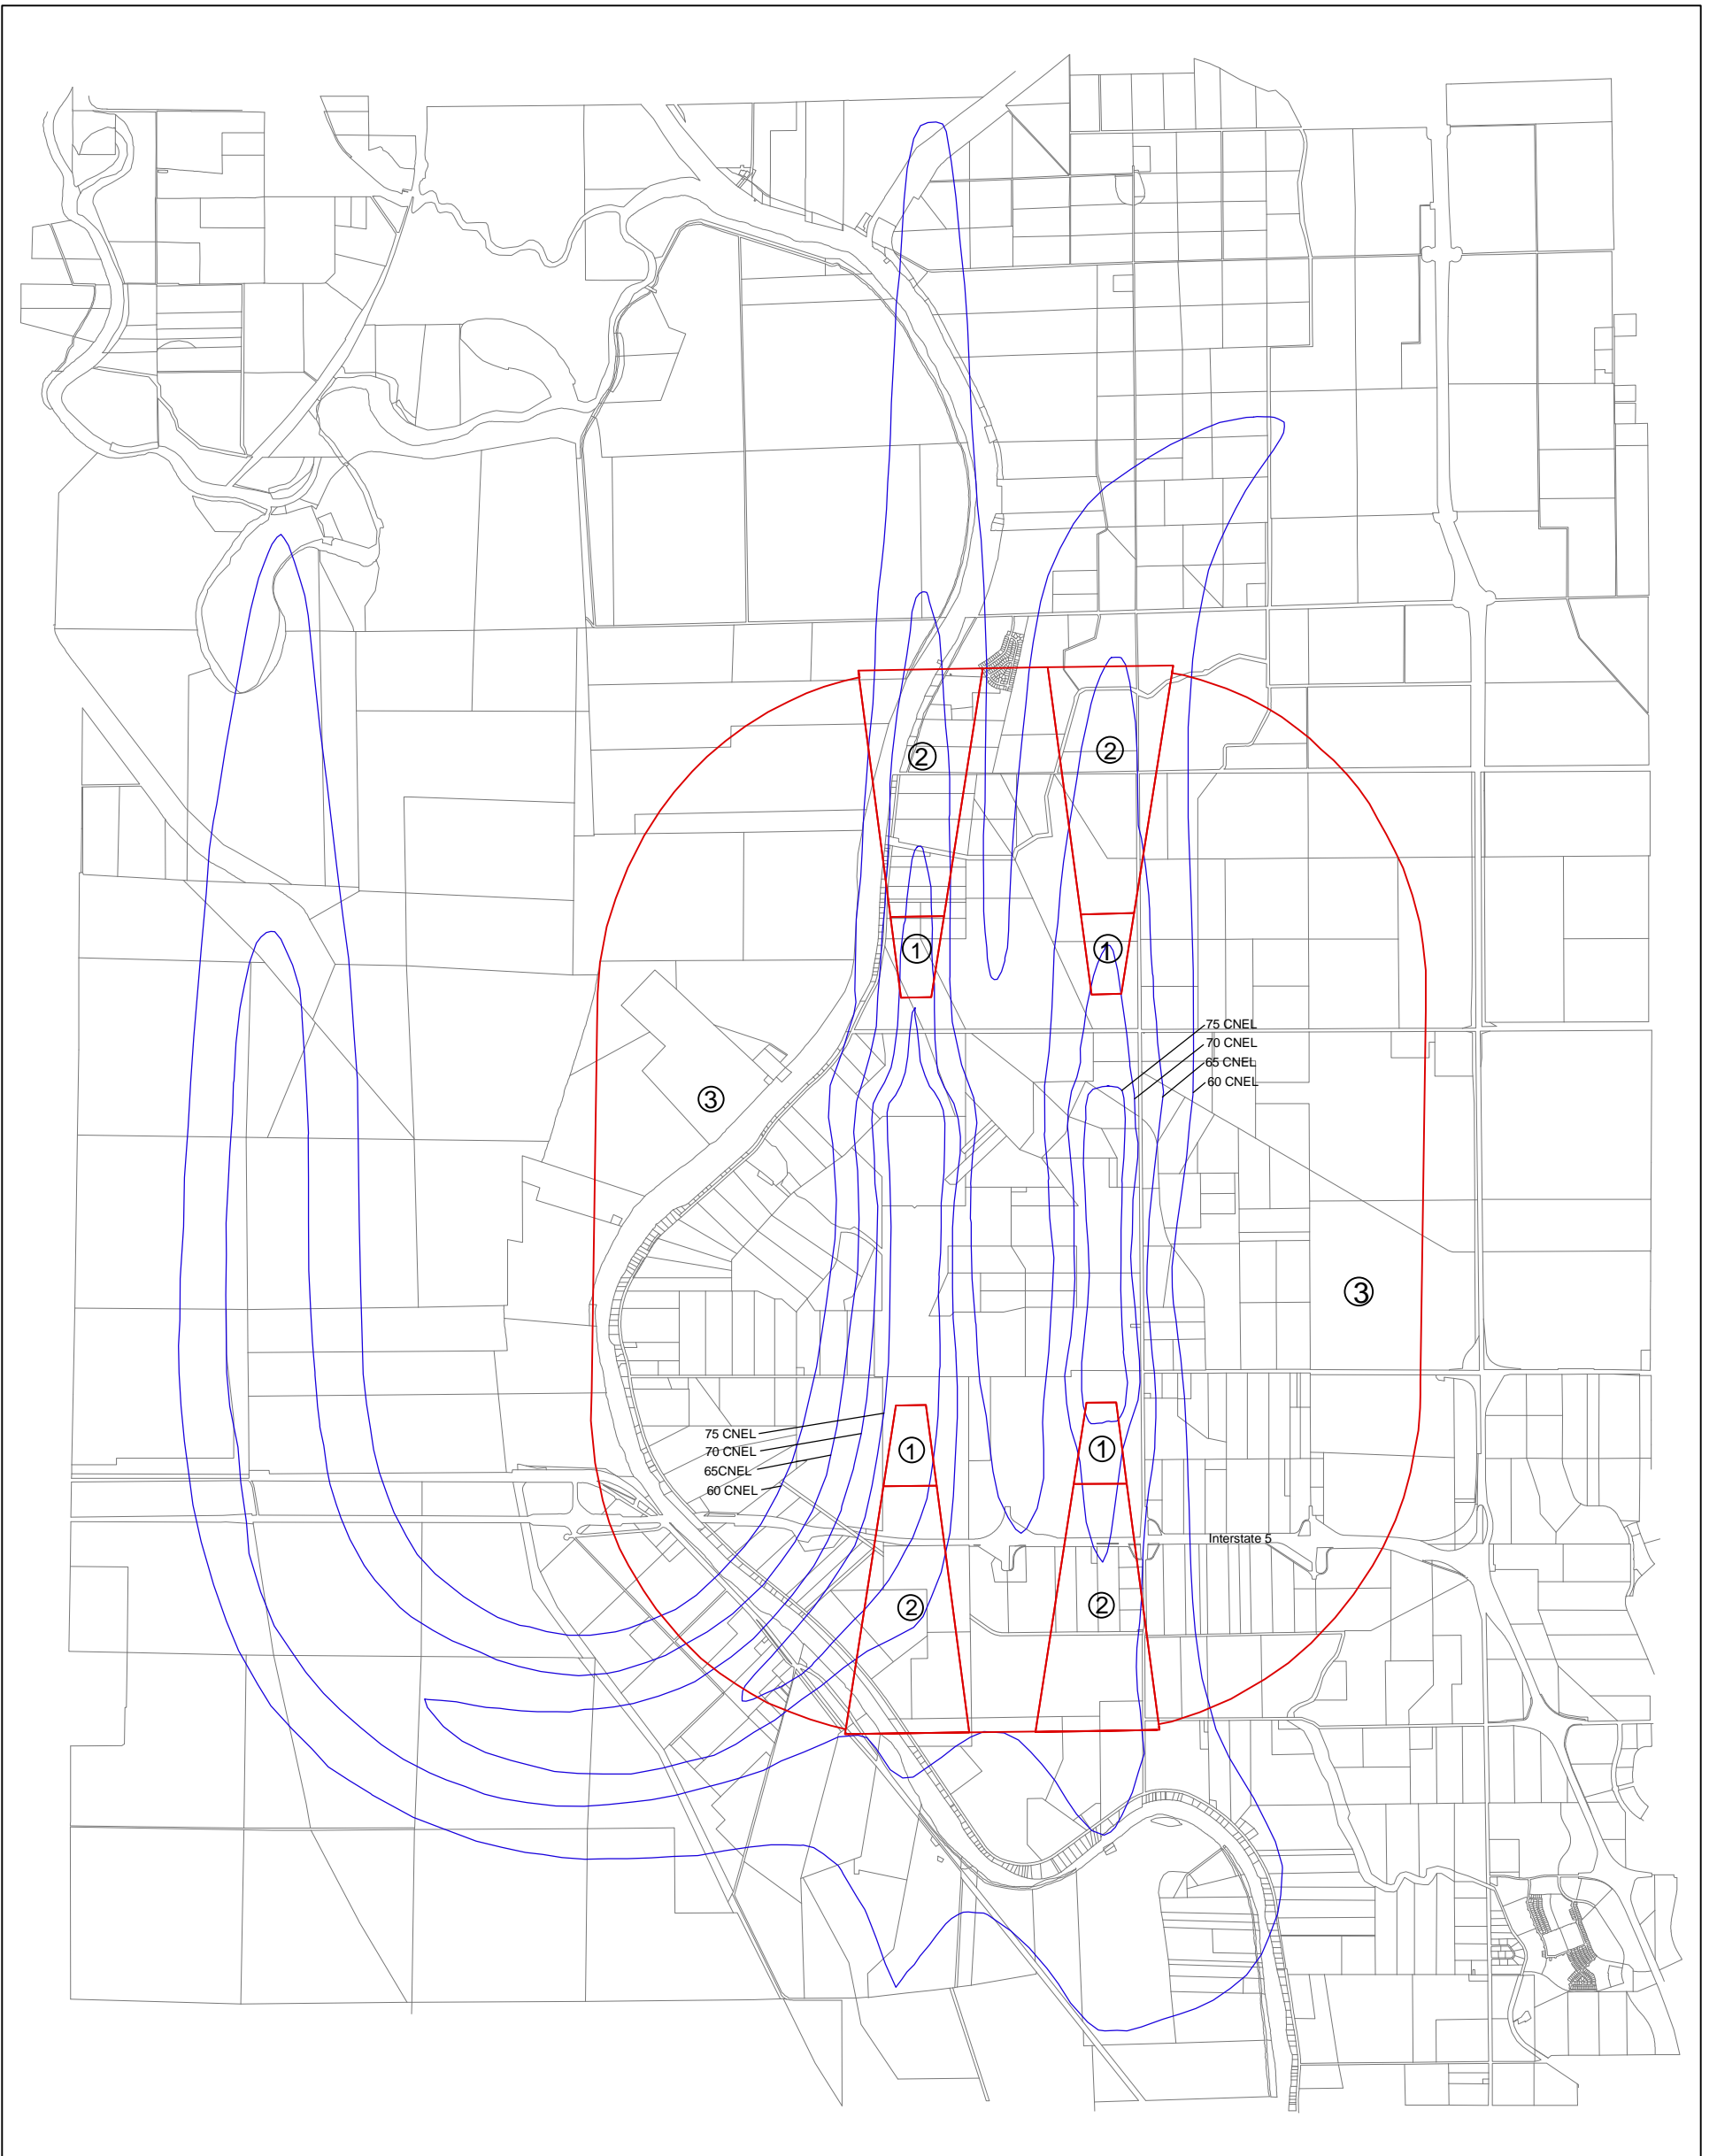 ②
②
①
①
75 CNEL
70 CNEL
65 CNEL
60 CNEL
③
③
75 CNEL
70 CNEL
65CNEL
60 CNEL
①
①
Interstate 5
②
②